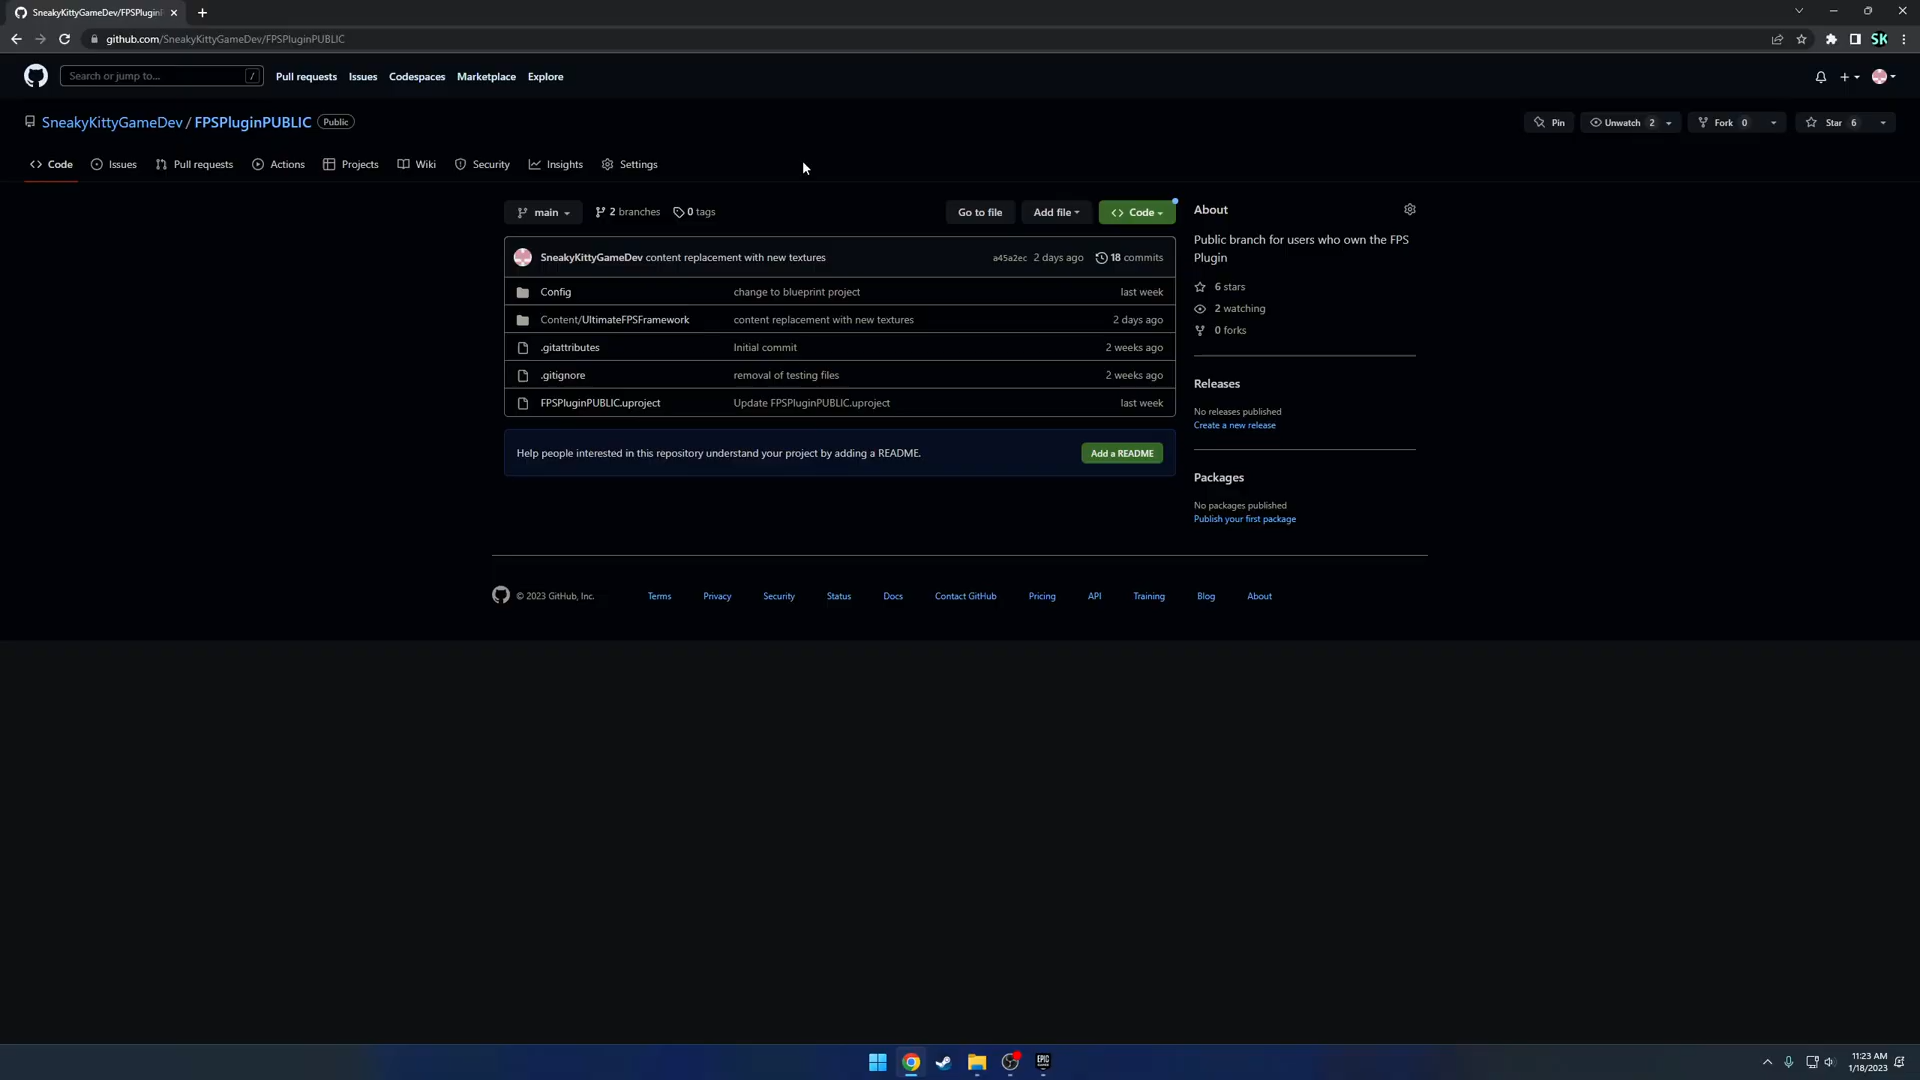 SneakyKittyGameDev/FPSPlugin
github.com/SneakyKittyGameDev/FPSPluginPUBLIC
SK
Search or jump to...
/
Pull requests
Issues
Codespaces
Marketplace
Explore
SneakyKittyGameDev / FPSPluginPUBLIC
Public
Pin
Unwatch 2
Fork 0
Star 6
Code
Issues
Pull requests
Actions
Projects
Wiki
Security
Insights
Settings
main
2 branches
0 tags
Go to file
Add file
Code
SneakyKittyGameDev content replacement with new textures
a45a2ec 2 days ago
18 commits
Config
change to blueprint project
last week
Content/UltimateFPSFramework
content replacement with new textures
2 days ago
.gitattributes
Initial commit
2 weeks ago
.gitignore
removal of testing files
2 weeks ago
FPSPluginPUBLIC.uproject
Update FPSPluginPUBLIC.uproject
last week
Help people interested in this repository understand your project by adding a README.
Add a README
About
Public branch for users who own the FPS
Plugin
6 stars
2 watching
0 forks
Releases
No releases published
Create a new release
Packages
No packages published
Publish your first package
© 2023 GitHub, Inc.
Terms
Privacy
Security
Status
Docs
Contact GitHub
Pricing
API
Training
Blog
About
EPIC
GAMES
11:23 AM
1/18/2023